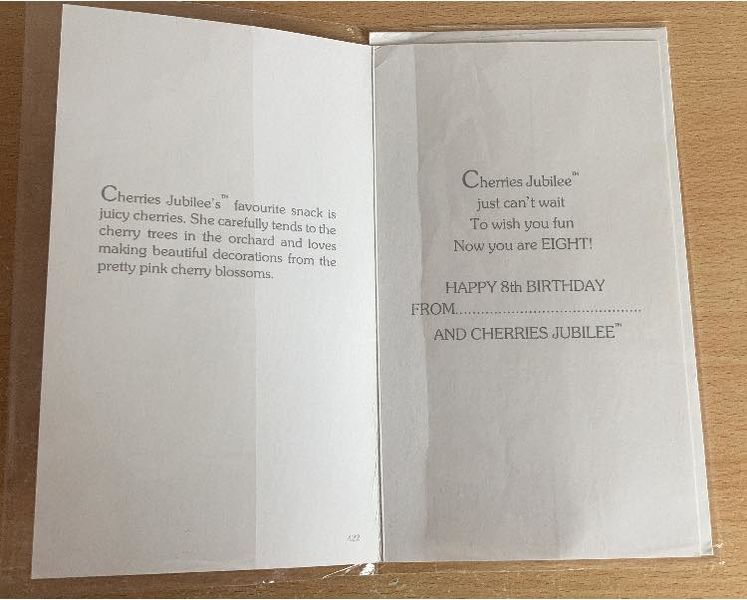 Cherries Jubilee's™ favourite snack is
juicy cherries. She carefully tends to the
cherry trees in the orchard and loves
making beautiful decorations from the
pretty pink cherry blossoms.
Cherries Jubilee™
just can't wait
To wish you fun
Now you are EIGHT!
HAPPY 8th BIRTHDAY
FROM...........................................
AND CHERRIES JUBILEE™